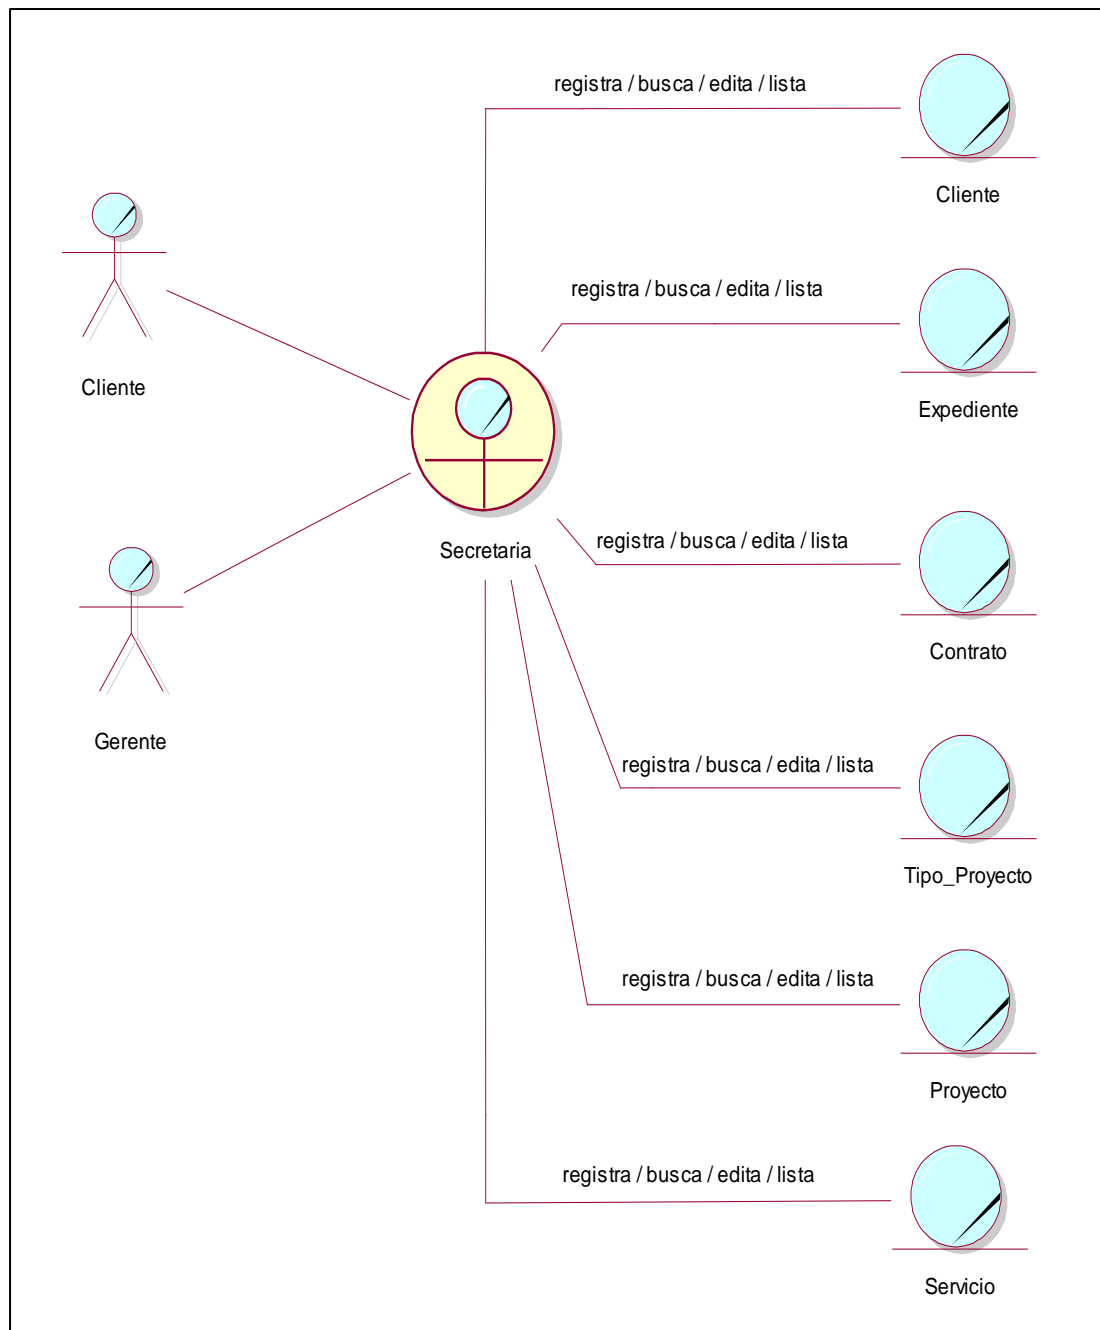 registra / busca / edita / lista
Cliente
registra / busca / edita / lista
Cliente
Expediente
Secretaria
registra / busca / edita / lista
Contrato
Gerente
registra / busca / edita / lista
Tipo_Proyecto
registra / busca / edita / lista
Proyecto
registra / busca / edita / lista
Servicio